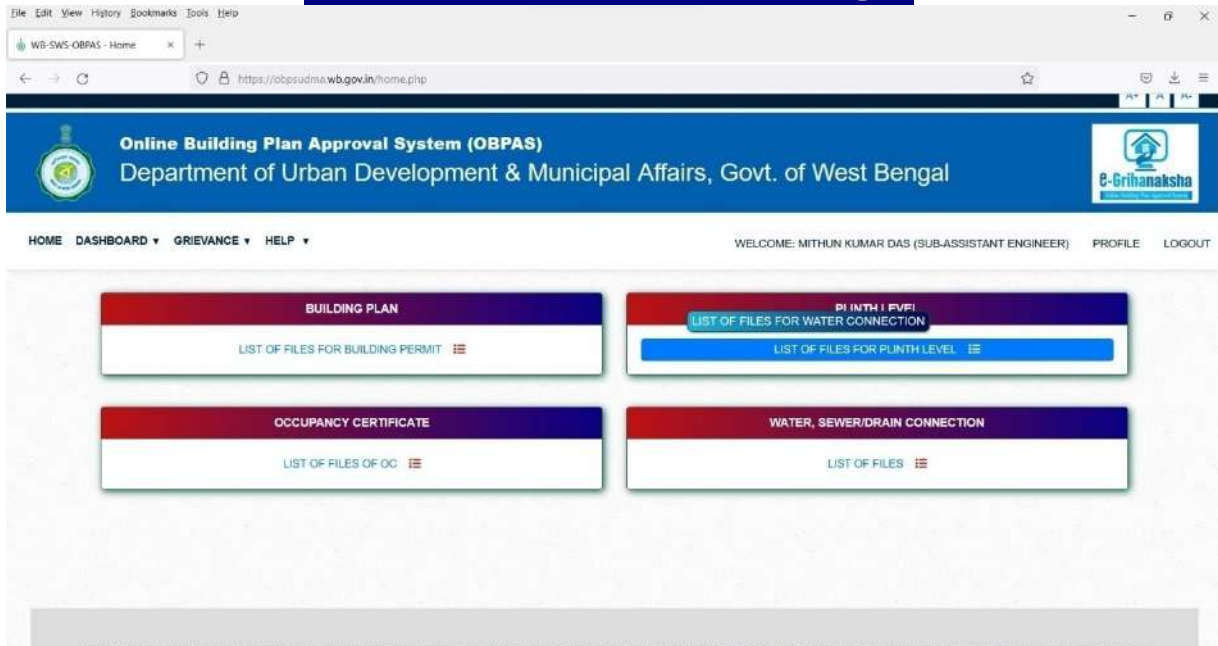 File Edit View History Bookmarks Tools Help
WB-SWS-OBPAS - Home × +
https://obpsudma.wb.gov.in/home.php
A+ A A-
Online Building Plan Approval System (OBPAS)
Department of Urban Development & Municipal Affairs, Govt. of West Bengal
e-Grihanaksha
HOME DASHBOARD ▾ GRIEVANCE ▾ HELP ▾ WELCOME: MITHUN KUMAR DAS (SUB-ASSISTANT ENGINEER) PROFILE LOGOUT
BUILDING PLAN
LIST OF FILES FOR BUILDING PERMIT
PLINTH LEVEL
LIST OF FILES FOR WATER CONNECTION
LIST OF FILES FOR PLINTH LEVEL
OCCUPANCY CERTIFICATE
LIST OF FILES OF OC
WATER, SEWER/DRAIN CONNECTION
LIST OF FILES